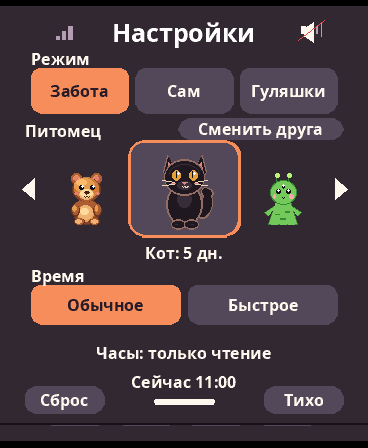 Настройки
Режим
Забота Сам Гуляшки
Питомец Сменить друга
Кот: 5 дн.
Время
Обычное Быстрое
Часы: только чтение
Сейчас 11:00
Сброс Тихо